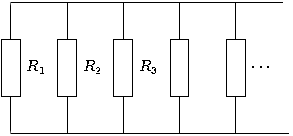 R₁ R₂ R₃ ...